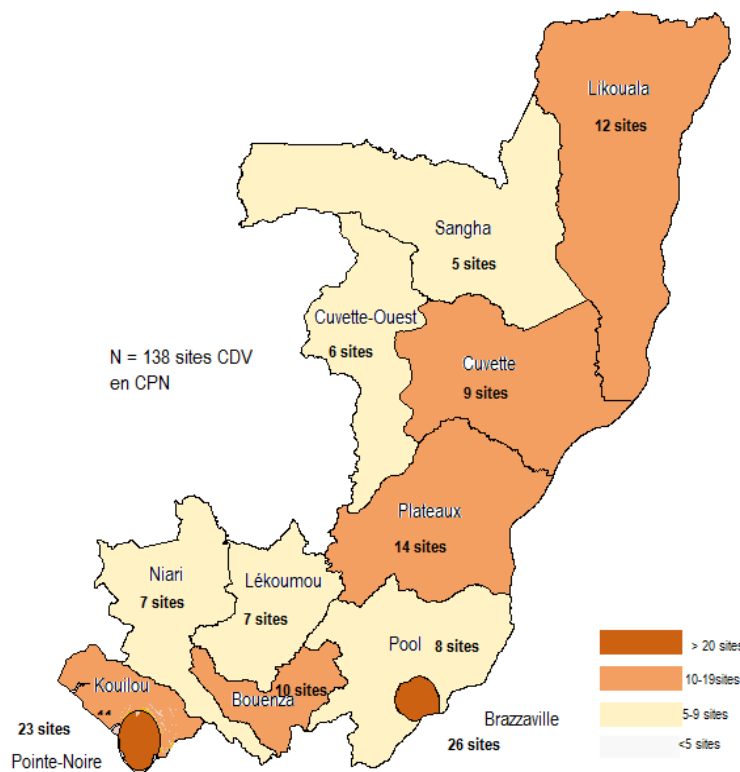 Likouala
12 sites
Sangha
5 sites
Cuvette-Ouest
6 sites
N = 138 sites CDV
en CPN
Cuvette
9 sites
Plateaux
14 sites
Niari
7 sites
Lékoumou
7 sites
Pool
8 sites
Kouilou
Bouenza
10 sites
23 sites
Pointe-Noire
Brazzaville
26 sites
> 20 sites
10-19sites
5-9 sites
<5 sites